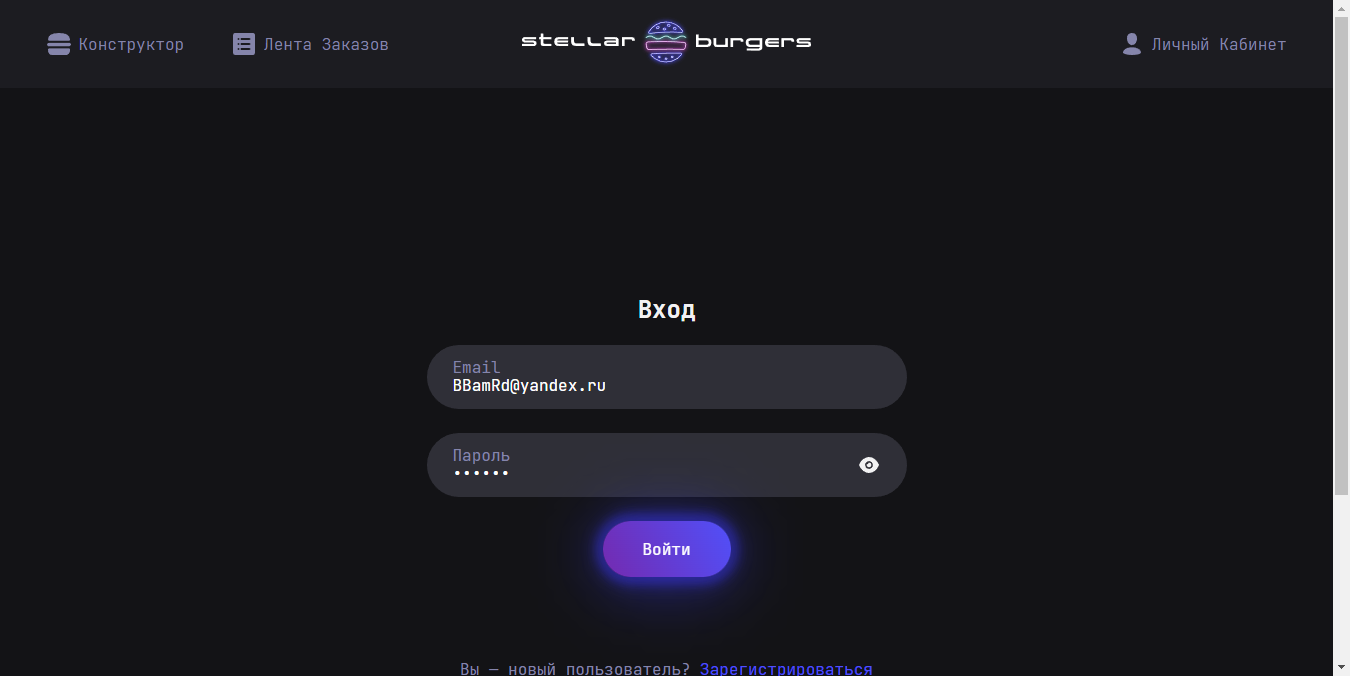 Конструктор
Лента Заказов
stellar burgers
Личный Кабинет
Вход
Email
BBamRd@yandex.ru
Пароль
••••••
Войти
Вы — новый пользователь? Зарегистрироваться